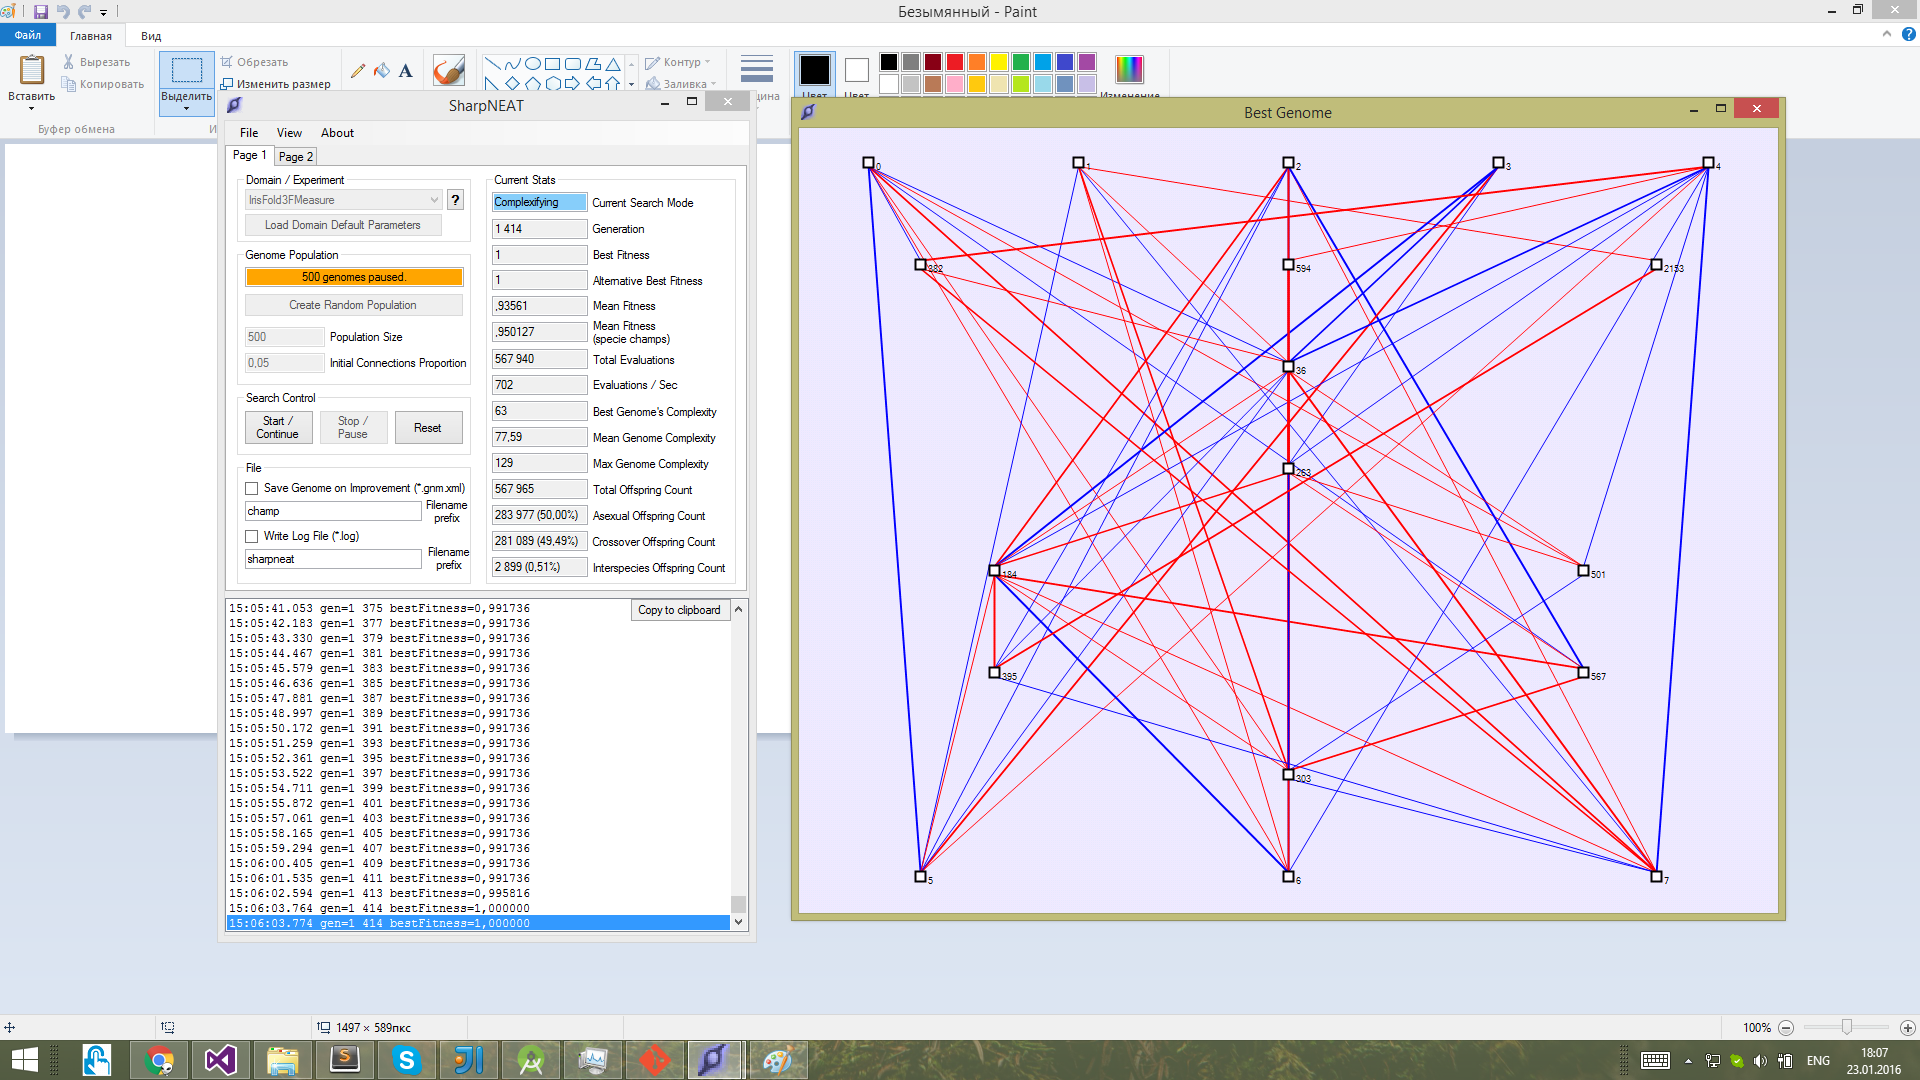 Безымянный - Paint
Файл
Главная
Вид
Вставить
Вырезать
Копировать
Буфер обмена
Выделить
Обрезать
Изменить размер
Контур
Заливка
SharpNEAT
File View About
Page 1 Page 2
Domain / Experiment
IrisFold3FMeasure
?
Load Domain Default Parameters
Genome Population
500 genomes paused.
Create Random Population
500 Population Size
0,05 Initial Connections Proportion
Search Control
Start / Continue
Stop / Pause
Reset
File
Save Genome on Improvement (*.gnm.xml)
champ Filename prefix
Write Log File (*.log)
sharpneat Filename prefix
Current Stats
Complexifying Current Search Mode
1 414 Generation
1 Best Fitness
1 Alternative Best Fitness
,93561 Mean Fitness
,950127 Mean Fitness (specie champs)
567 940 Total Evaluations
702 Evaluations / Sec
63 Best Genome's Complexity
77,59 Mean Genome Complexity
129 Max Genome Complexity
567 965 Total Offspring Count
283 977 (50,00%) Asexual Offspring Count
281 089 (49,49%) Crossover Offspring Count
2 899 (0,51%) Interspecies Offspring Count
Copy to clipboard
15:05:41.053 gen=1 375 bestFitness=0,991736
15:05:42.183 gen=1 377 bestFitness=0,991736
15:05:43.330 gen=1 379 bestFitness=0,991736
15:05:44.467 gen=1 381 bestFitness=0,991736
15:05:45.579 gen=1 383 bestFitness=0,991736
15:05:46.636 gen=1 385 bestFitness=0,991736
15:05:47.881 gen=1 387 bestFitness=0,991736
15:05:48.997 gen=1 389 bestFitness=0,991736
15:05:50.172 gen=1 391 bestFitness=0,991736
15:05:51.259 gen=1 393 bestFitness=0,991736
15:05:52.361 gen=1 395 bestFitness=0,991736
15:05:53.522 gen=1 397 bestFitness=0,991736
15:05:54.711 gen=1 399 bestFitness=0,991736
15:05:55.872 gen=1 401 bestFitness=0,991736
15:05:57.061 gen=1 403 bestFitness=0,991736
15:05:58.165 gen=1 405 bestFitness=0,991736
15:05:59.294 gen=1 407 bestFitness=0,991736
15:06:00.405 gen=1 409 bestFitness=0,991736
15:06:01.535 gen=1 411 bestFitness=0,991736
15:06:02.594 gen=1 413 bestFitness=0,995816
15:06:03.764 gen=1 414 bestFitness=1,000000
15:06:03.774 gen=1 414 bestFitness=1,000000
Best Genome
0 1 2 3 4
382 594 2153
36
263
184 501
395 567
303
5 6 7
1497 × 589пкс
100%
ENG
18:07
23.01.2016